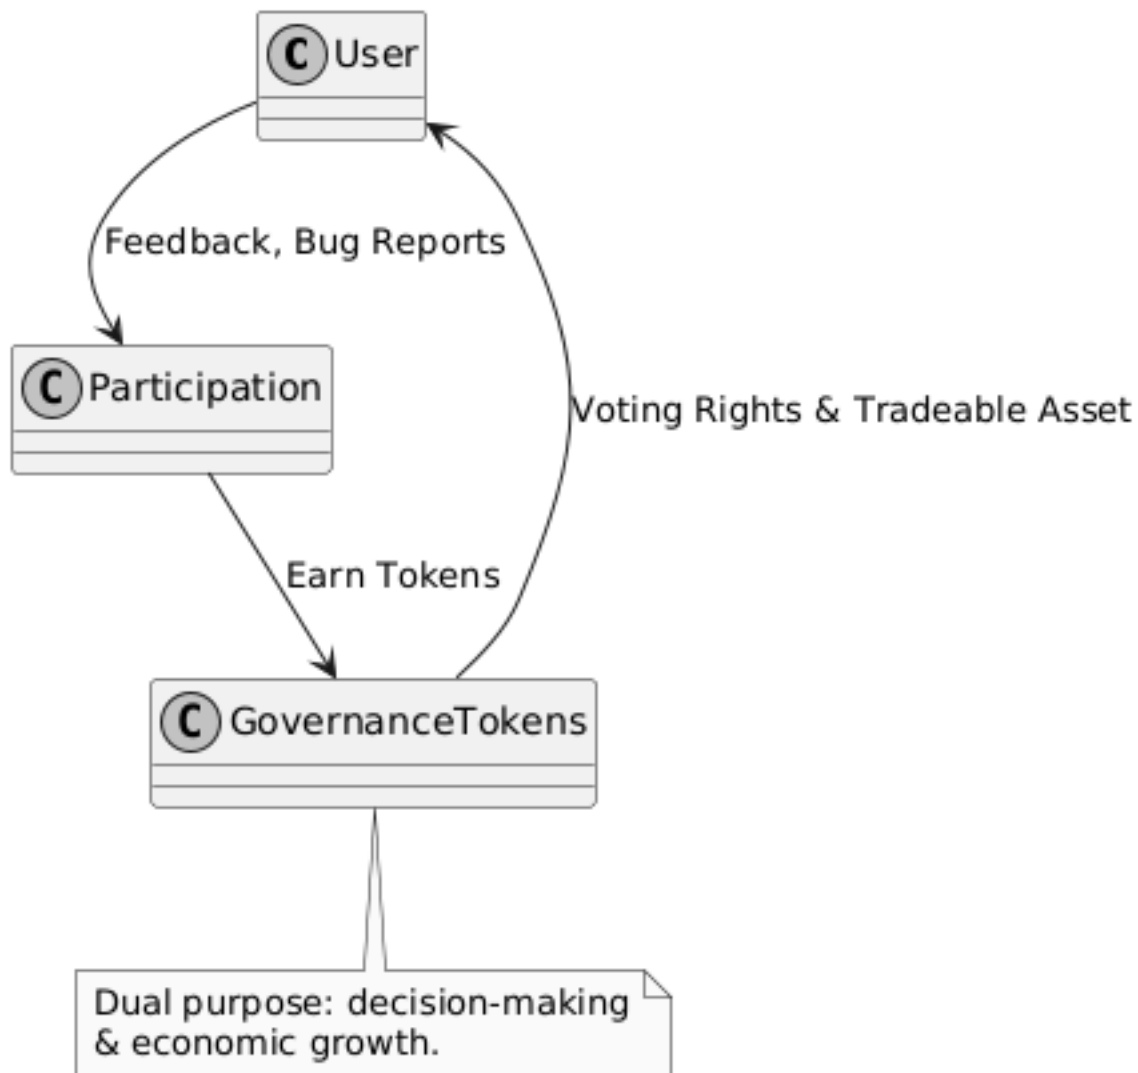 C User
Feedback, Bug Reports
C Participation
Voting Rights & Tradeable Asset
Earn Tokens
C GovernanceTokens
Dual purpose: decision-making
& economic growth.